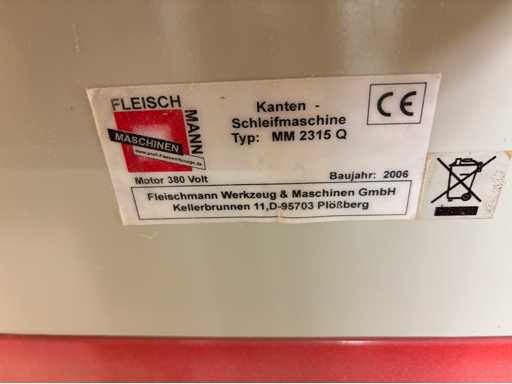 FLEISCH
MANN
MASCHINEN
Kanten -
Schleifmaschine
Typ: MM 2315 Q
CE
Motor 380 Volt
Baujahr: 2006
Fleischmann Werkzeug & Maschinen GmbH
Kellerbrunnen 11,D-95703 Plößberg